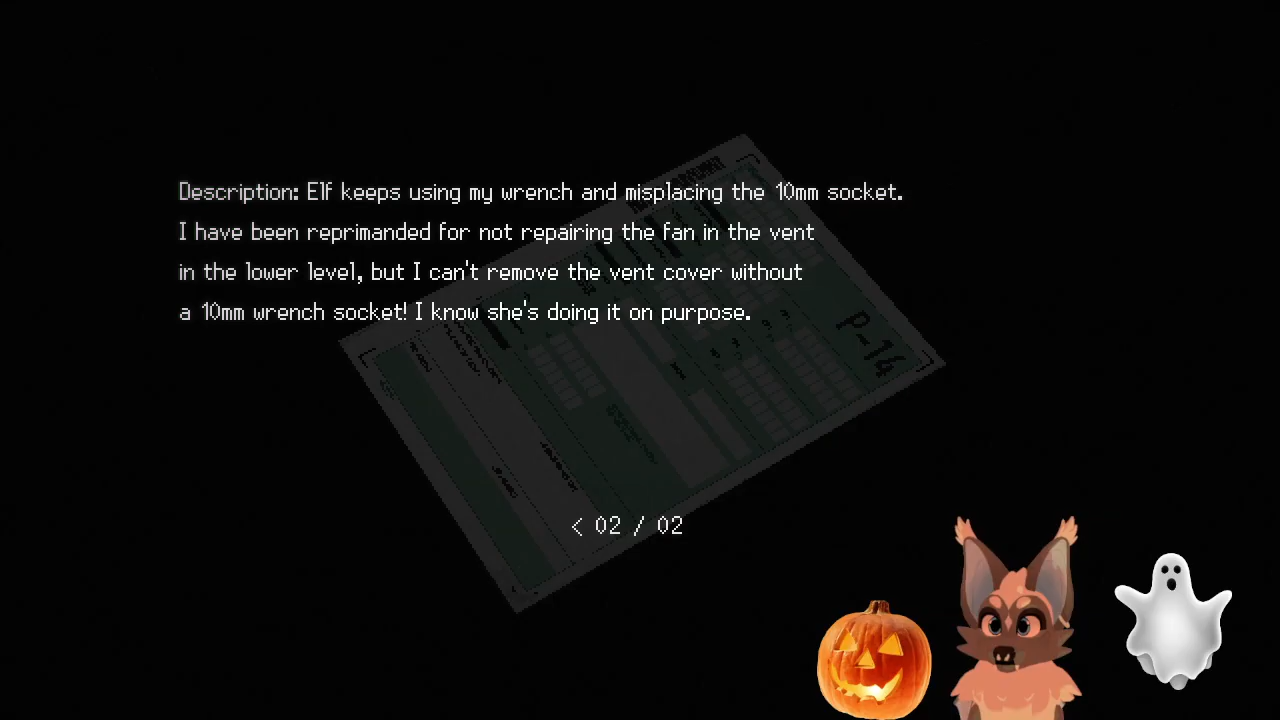 Description: Elf keeps using my wrench and misplacing the 10mm socket.
I have been reprimanded for not repairing the fan in the vent
in the lower level, but I can't remove the vent cover without
a 10mm wrench socket! I know she's doing it on purpose.
P-14
< 02 / 02